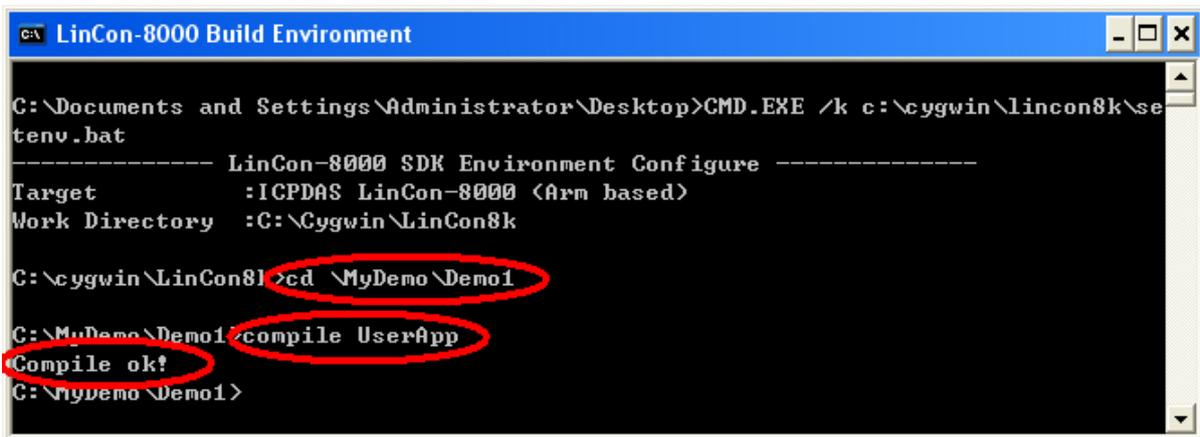 LinCon-8000 Build Environment
C:\Documents and Settings\Administrator\Desktop>CMD.EXE /k c:\cygwin\lincon8k\se
tenv.bat
-------------- LinCon-8000 SDK Environment Configure --------------
Target          :ICPDAS LinCon-8000 (Arm based)
Work Directory  :C:\Cygwin\LinCon8k
C:\cygwin\LinCon8k>cd \MyDemo\Demo1
C:\MyDemo\Demo1>compile UserApp
Compile ok!
C:\MyDemo\Demo1>